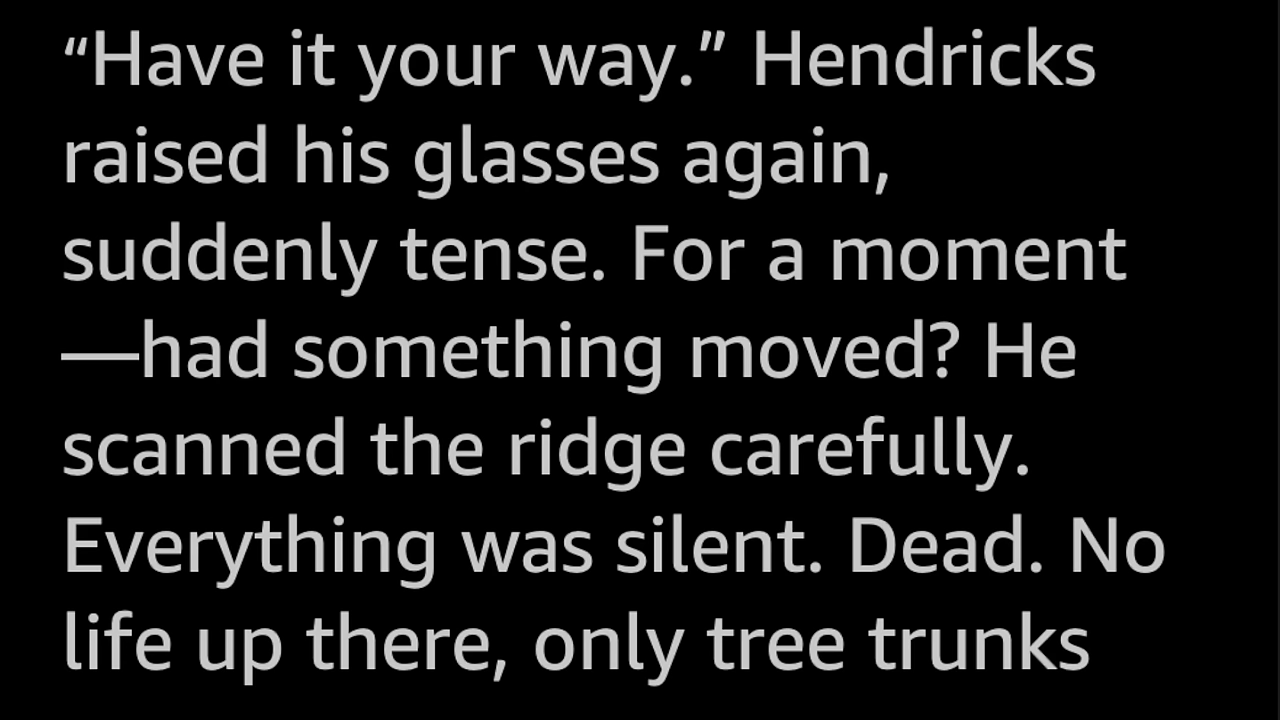 “Have it your way.” Hendricks
raised his glasses again,
suddenly tense. For a moment
—had something moved? He
scanned the ridge carefully.
Everything was silent. Dead. No
life up there, only tree trunks